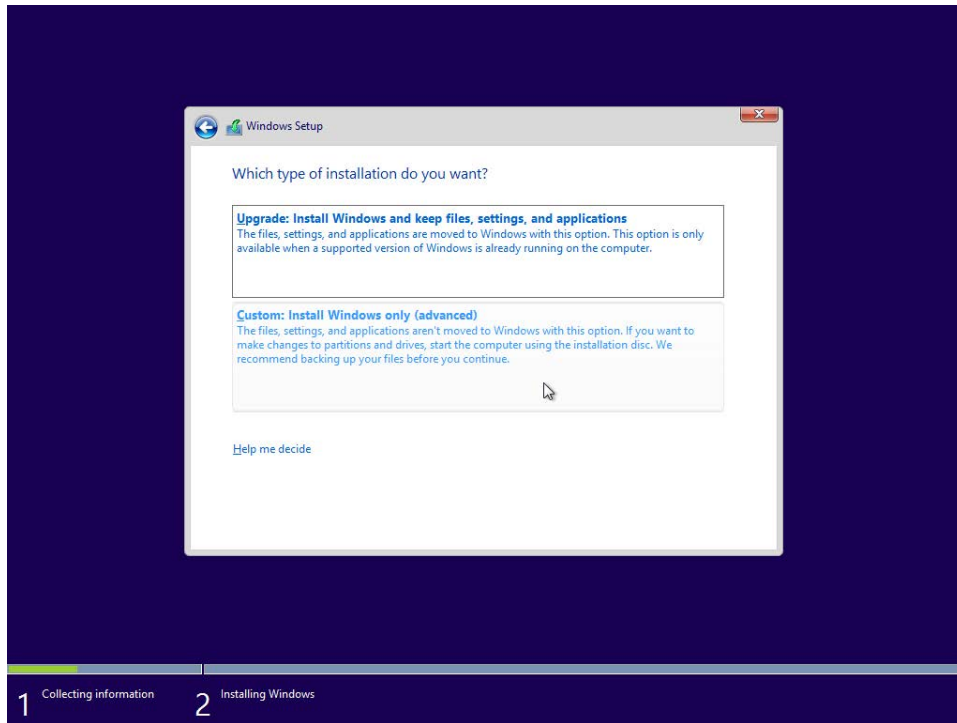 Windows Setup
Which type of installation do you want?
Upgrade: Install Windows and keep files, settings, and applications
The files, settings, and applications are moved to Windows with this option. This option is only
available when a supported version of Windows is already running on the computer.
Custom: Install Windows only (advanced)
The files, settings, and applications aren't moved to Windows with this option. If you want to
make changes to partitions and drives, start the computer using the installation disc. We
recommend backing up your files before you continue.
Help me decide
1 Collecting information
2 Installing Windows